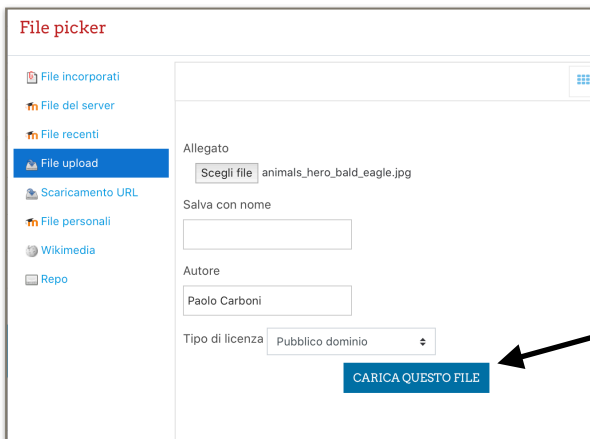 File picker
File incorporati
File del server
File recenti
File upload
Scaricamento URL
File personali
Wikimedia
Repo
Allegato
Scegli file animals_hero_bald_eagle.jpg
Salva con nome
Autore
Paolo Carboni
Tipo di licenza Pubblico dominio
CARICA QUESTO FILE